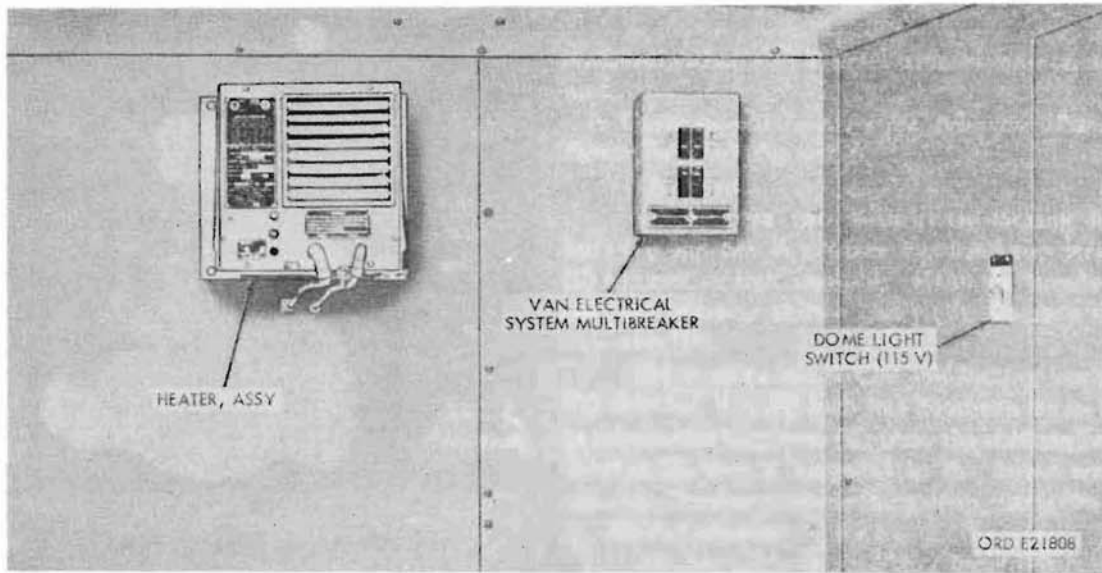 VAN ELECTRICAL
SYSTEM MULTIBREAKER
DOME LIGHT
SWITCH (115 V)
HEATER, ASSY
ORD E21808